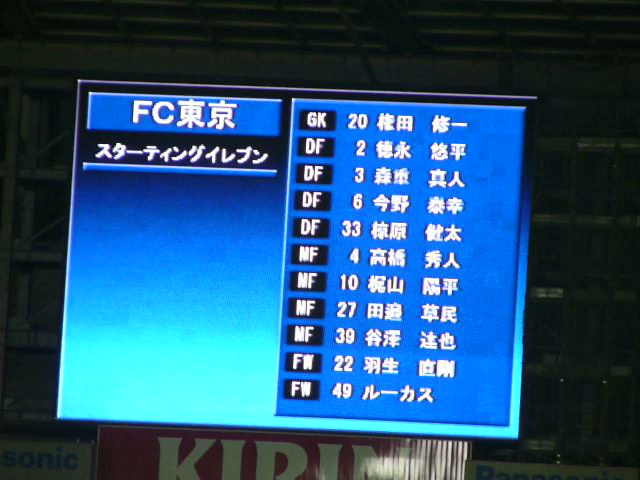 FC東京
スターティングイレブン
GK 20 権田 修一
DF 2 徳永 悠平
DF 3 森重 真人
DF 6 今野 泰幸
DF 33 椋原 健太
MF 4 高橋 秀人
MF 10 梶山 陽平
MF 27 田邉 草民
MF 39 谷澤 達也
FW 22 羽生 直剛
FW 49 ルーカス
sonic
KIRIN
Panasonic